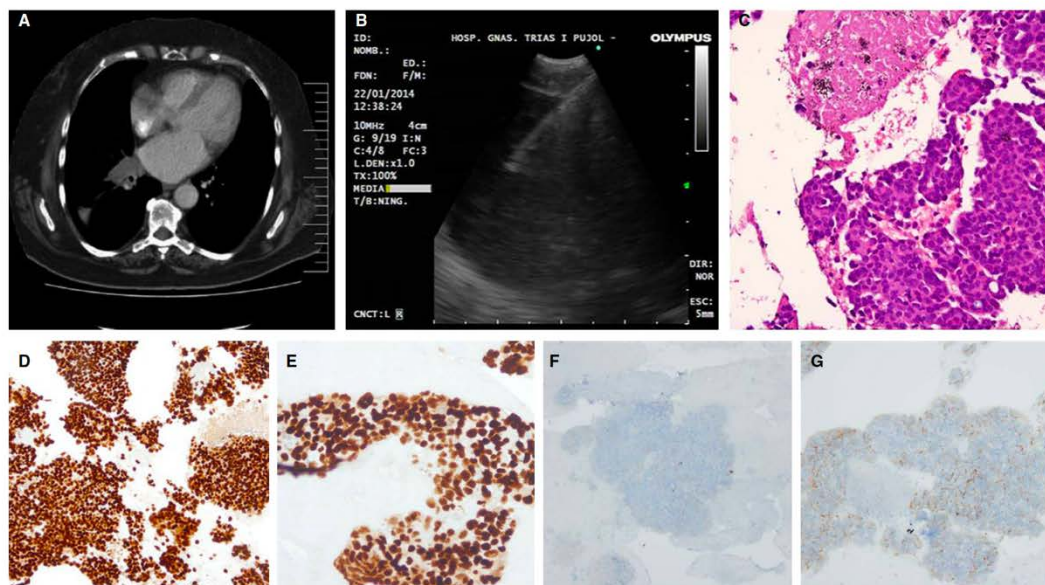 A
B
ID: HOSP. GNAS. TRIAS I PUJOL - OLYMPUS
NOMB.:
ED.:
FDN: F/M:
22/01/2014
12:38:24
10MHz 4cm
G: 9/19 I:N
C:4/8 FC:3
L.DEN:x1.0
TX:100%
MEDIA
T/B:NING.
DIR:
NOR
ESC:
5mm
CNCT:L R
C
D
E
F
G